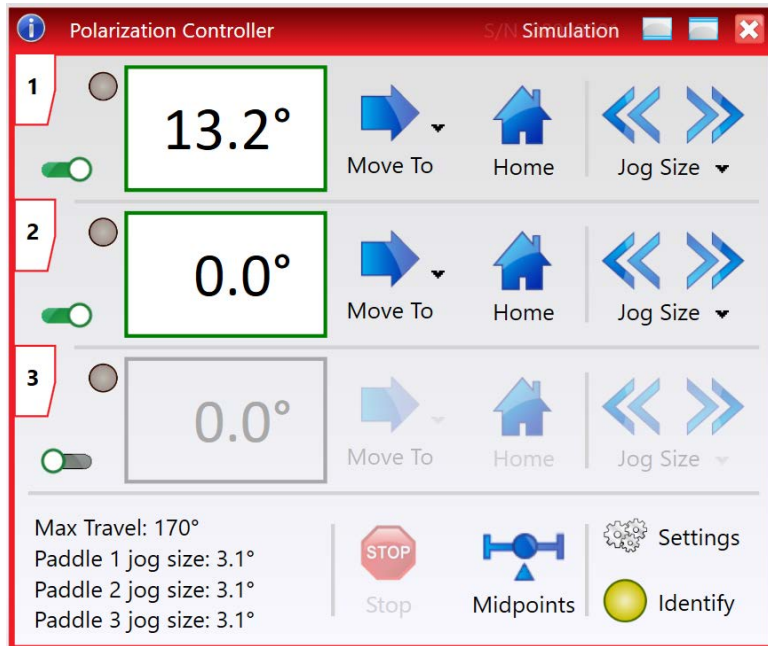 Polarization Controller
S/N Simulation
1
13.2°
Move To
Home
Jog Size
2
0.0°
Move To
Home
Jog Size
3
0.0°
Move To
Home
Jog Size
Max Travel: 170°
Paddle 1 jog size: 3.1°
Paddle 2 jog size: 3.1°
Paddle 3 jog size: 3.1°
STOP
Stop
Midpoints
Settings
Identify